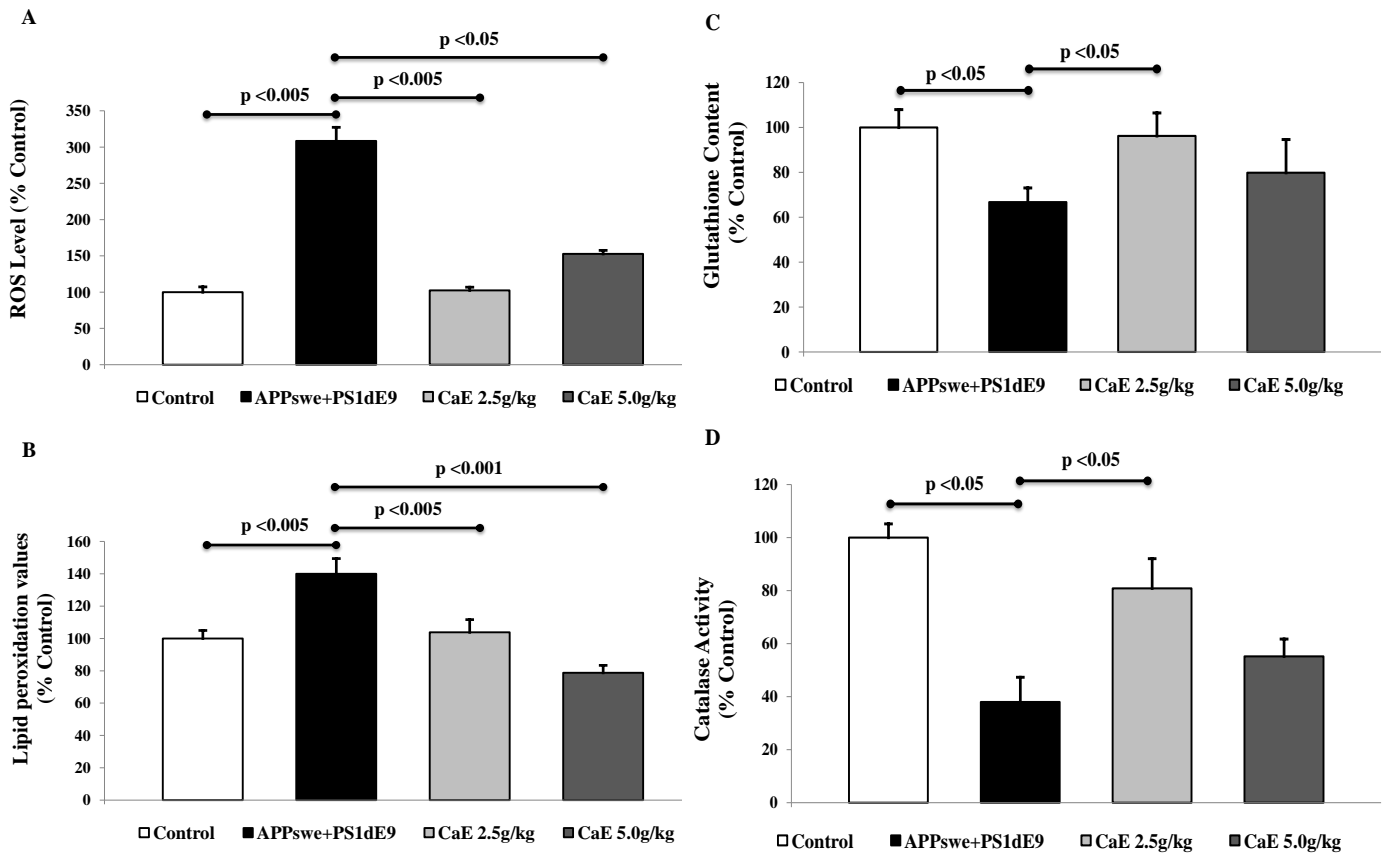 A
p <0.05
p <0.005
p <0.005
ROS Level (% Control)
350
300
250
200
150
100
50
0
Control APPswe+PS1dE9 CaE 2.5g/kg CaE 5.0g/kg
B
p <0.001
p <0.005
p <0.005
Lipid peroxidation values
(% Control)
160
140
120
100
80
60
40
20
0
Control APPswe+PS1dE9 CaE 2.5g/kg CaE 5.0g/kg
C
p <0.05
p <0.05
Glutathione Content
(% Control)
120
100
80
60
40
20
0
Control APPswe+PS1dE9 CaE 2.5g/kg CaE 5.0g/kg
D
p <0.05
p <0.05
Catalase Activity
(% Control)
120
100
80
60
40
20
0
Control APPswe+PS1dE9 CaE 2.5g/kg CaE 5.0g/kg